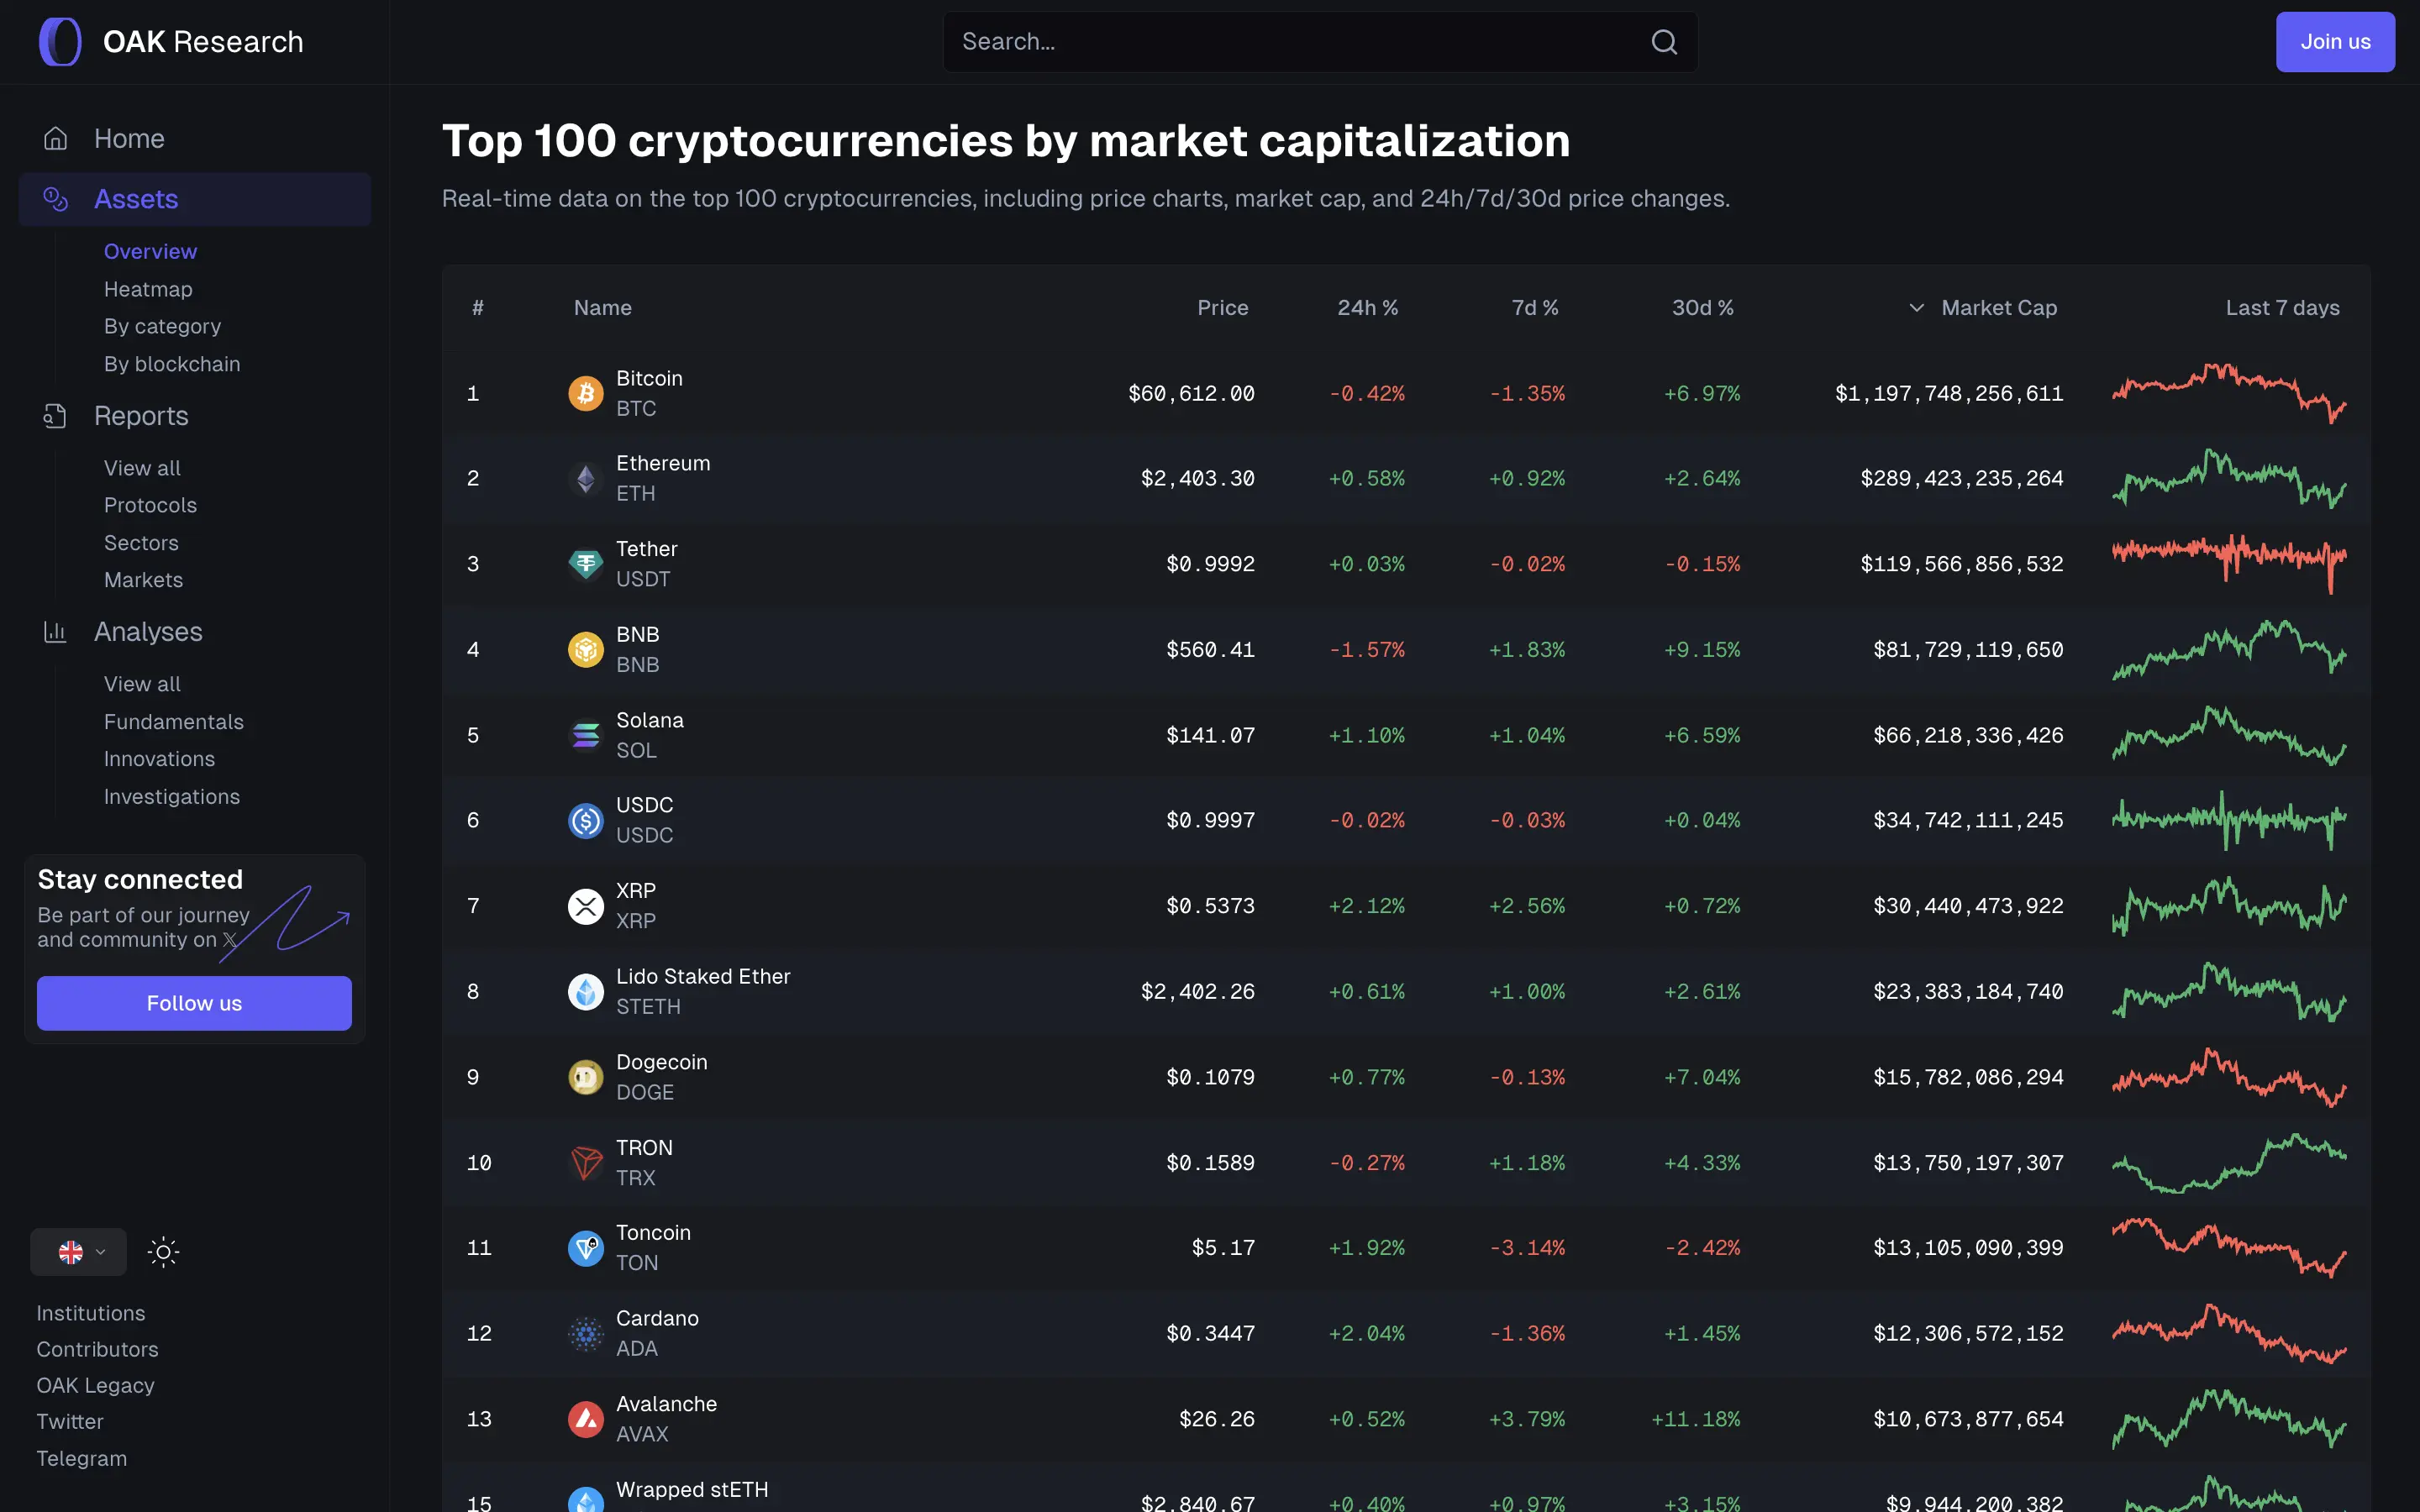 OAK Research
Search...
Join us
Home
Assets
Overview
Heatmap
By category
By blockchain
Reports
View all
Protocols
Sectors
Markets
Analyses
View all
Fundamentals
Innovations
Investigations
Stay connected
Be part of our journey
and community on 𝕏
Follow us
Institutions
Contributors
OAK Legacy
Twitter
Telegram
Top 100 cryptocurrencies by market capitalization
Real-time data on the top 100 cryptocurrencies, including price charts, market cap, and 24h/7d/30d price changes.
# Name Price 24h % 7d % 30d % Market Cap Last 7 days
1 Bitcoin BTC $60,612.00 -0.42% -1.35% +6.97% $1,197,748,256,611
2 Ethereum ETH $2,403.30 +0.58% +0.92% +2.64% $289,423,235,264
3 Tether USDT $0.9992 +0.03% -0.02% -0.15% $119,566,856,532
4 BNB BNB $560.41 -1.57% +1.83% +9.15% $81,729,119,650
5 Solana SOL $141.07 +1.10% +1.04% +6.59% $66,218,336,426
6 USDC USDC $0.9997 -0.02% -0.03% +0.04% $34,742,111,245
7 XRP XRP $0.5373 +2.12% +2.56% +0.72% $30,440,473,922
8 Lido Staked Ether STETH $2,402.26 +0.61% +1.00% +2.61% $23,383,184,740
9 Dogecoin DOGE $0.1079 +0.77% -0.13% +7.04% $15,782,086,294
10 TRON TRX $0.1589 -0.27% +1.18% +4.33% $13,750,197,307
11 Toncoin TON $5.17 +1.92% -3.14% -2.42% $13,105,090,399
12 Cardano ADA $0.3447 +2.04% -1.36% +1.45% $12,306,572,152
13 Avalanche AVAX $26.26 +0.52% +3.79% +11.18% $10,673,877,654
15 Wrapped stETH $2,840.67 +0.40% +0.97% +3.15% $9,944,200,382